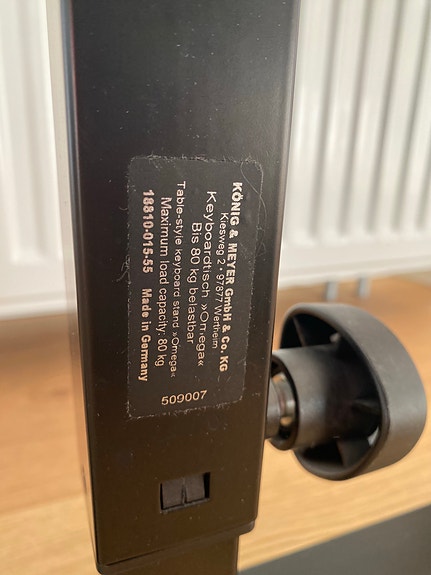 KÖNIG & MEYER GmbH & Co. KG
Kiesweg 2 • 97877 Wertheim
Keyboardtisch »Omega«
Bis 80 kg belastbar
Table-style keyboard stand »Omega«
Maximum load capacity: 80 kg
18810-015-55 Made in Germany
509007